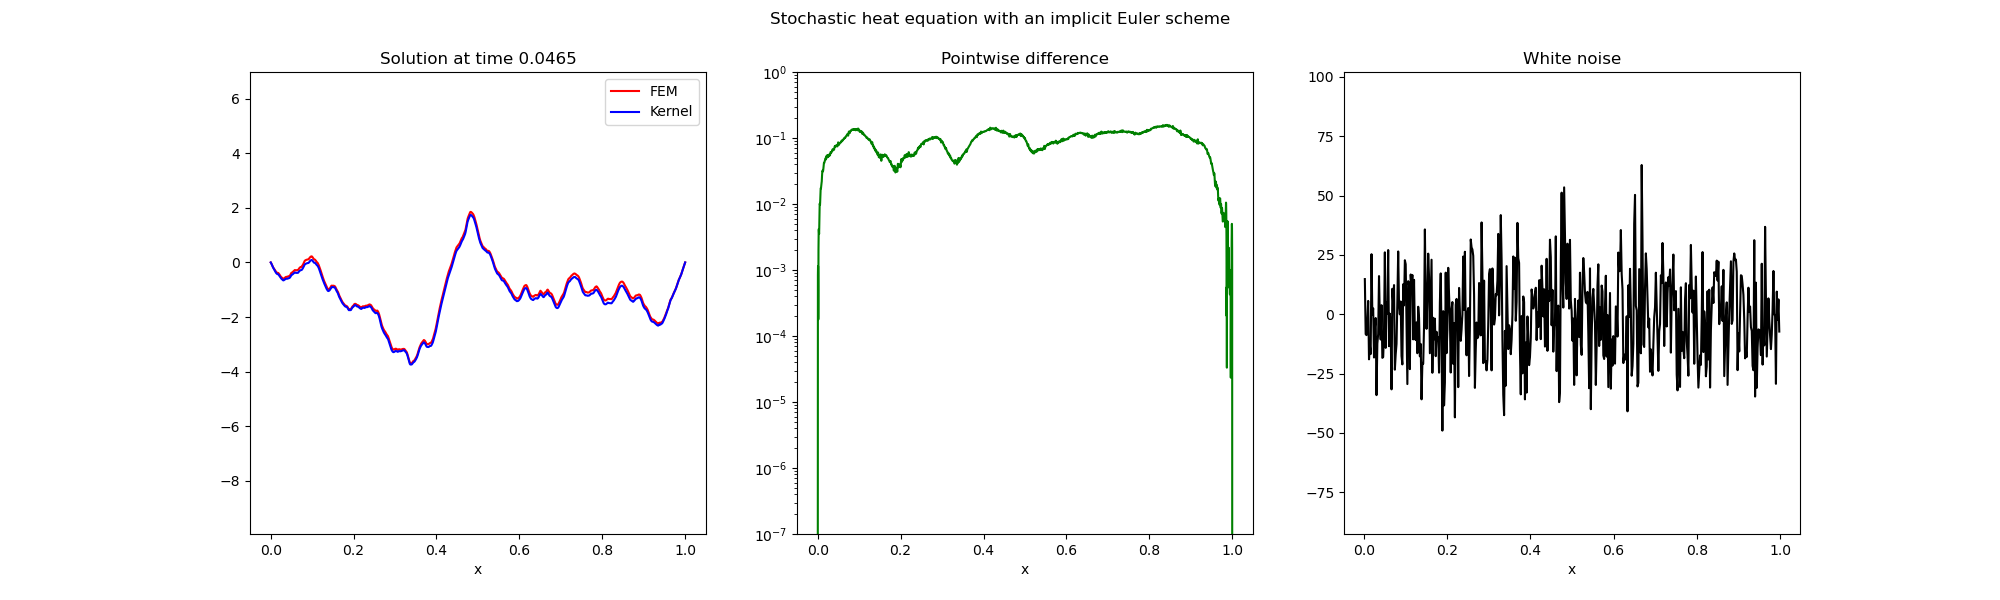 Stochastic heat equation with an implicit Euler scheme
Solution at time 0.0465
FEM
Kernel
6
4
2
0
−2
−4
−6
−8
0.0 0.2 0.4 0.6 0.8 1.0
x
Pointwise difference
10⁰
10⁻¹
10⁻²
10⁻³
10⁻⁴
10⁻⁵
10⁻⁶
10⁻⁷
0.0 0.2 0.4 0.6 0.8 1.0
x
White noise
100
75
50
25
0
−25
−50
−75
0.0 0.2 0.4 0.6 0.8 1.0
x